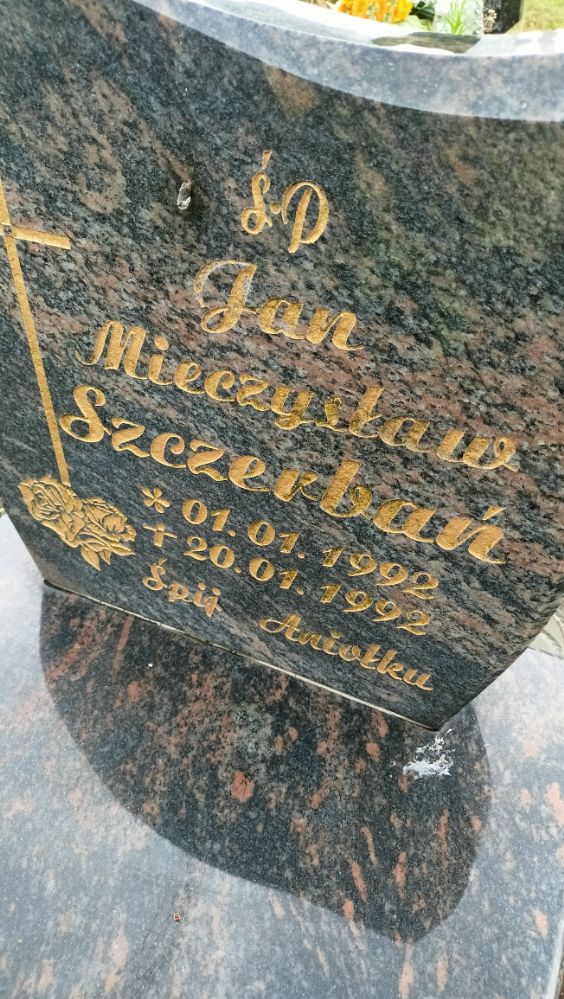 Ś.P
Jan
Mieczysław
Szczerbań
* 01. 01. 1992
† 20. 01. 1992
Śpij Aniołku